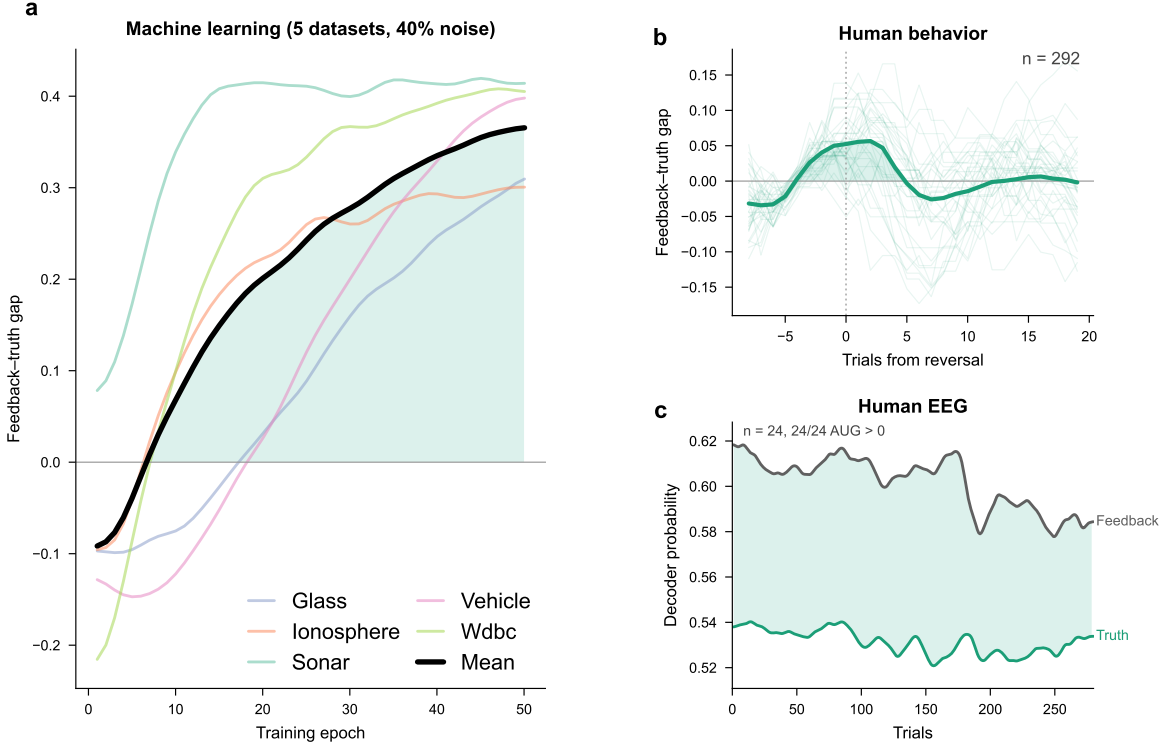 a
Machine learning (5 datasets, 40% noise)
Feedback–truth gap
0.4
0.3
0.2
0.1
0.0
−0.1
−0.2
0 10 20 30 40 50
Training epoch
Glass
Ionosphere
Sonar
Vehicle
Wdbc
Mean
b
Human behavior
n = 292
Feedback–truth gap
0.15
0.10
0.05
0.00
−0.05
−0.10
−0.15
−5 0 5 10 15 20
Trials from reversal
c
Human EEG
n = 24, 24/24 AUG > 0
Decoder probability
0.62
0.60
0.58
0.56
0.54
0.52
Feedback
Truth
0 50 100 150 200 250
Trials